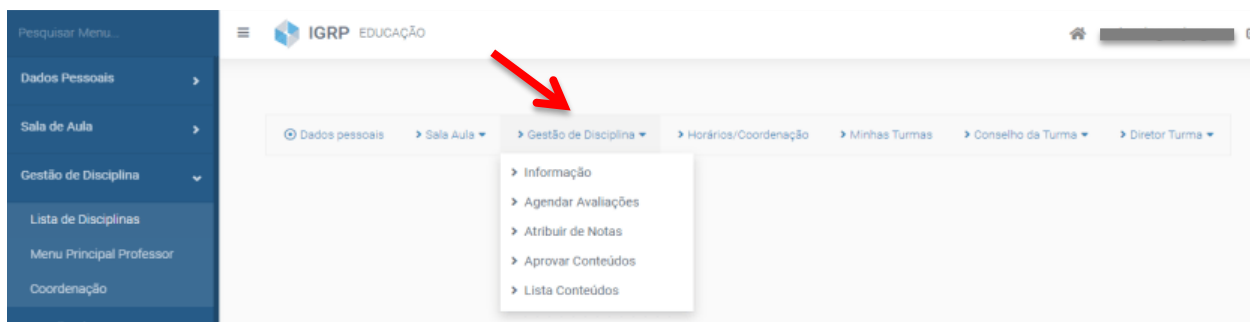 Pesquisar Menu...
IGRP EDUCAÇÃO
Dados Pessoais
Sala de Aula
Gestão de Disciplina
Lista de Disciplinas
Menu Principal Professor
Coordenação
Dados pessoais
Sala Aula
Gestão de Disciplina
Horários/Coordenação
Minhas Turmas
Conselho da Turma
Diretor Turma
Informação
Agendar Avaliações
Atribuir de Notas
Aprovar Conteúdos
Lista Conteúdos